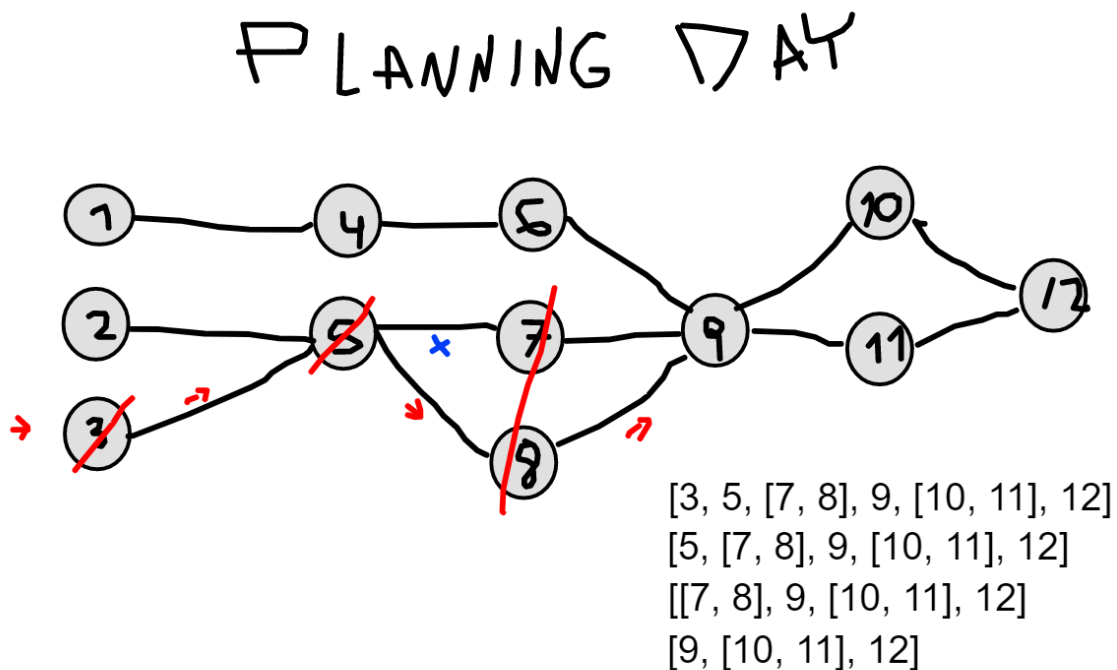 PLANNING DAY
1 4 6 10
2 5 7 9 11 12
3 8
[3, 5, [7, 8], 9, [10, 11], 12]
[5, [7, 8], 9, [10, 11], 12]
[[7, 8], 9, [10, 11], 12]
[9, [10, 11], 12]